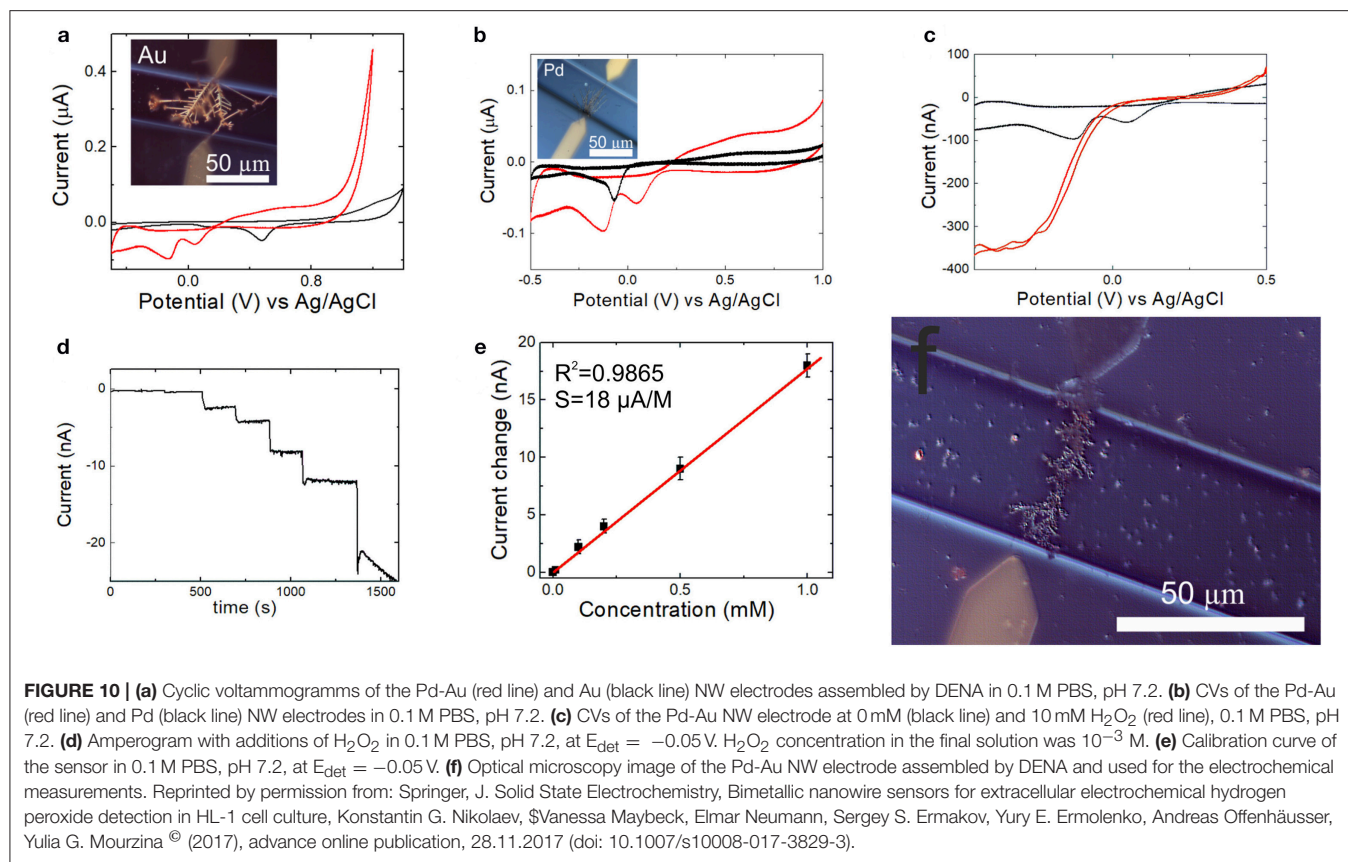 a
Au
50 µm
0.4
0.2
0.0
Current (µA)
0.0
0.8
Potential (V) vs Ag/AgCl
b
Pd
50 µm
0.1
0.0
-0.1
Current (µA)
-0.5
0.0
0.5
1.0
Potential (V) vs Ag/AgCl
c
100
50
0
-50
-100
-150
-200
-250
-300
-350
-400
Current (nA)
0.0
0.5
Potential (V) vs Ag/AgCl
d
0
-10
-20
Current (nA)
0
500
1000
1500
time (s)
e
R²=0.9865
S=18 µA/M
20
15
10
5
0
Current change (nA)
0.0
0.5
1.0
Concentration (mM)
f
50 µm
FIGURE 10 | (a) Cyclic voltammogramms of the Pd-Au (red line) and Au (black line) NW electrodes assembled by DENA in 0.1 M PBS, pH 7.2. (b) CVs of the Pd-Au
(red line) and Pd (black line) NW electrodes in 0.1 M PBS, pH 7.2. (c) CVs of the Pd-Au NW electrode at 0 mM (black line) and 10 mM H₂O₂ (red line), 0.1 M PBS, pH
7.2. (d) Amperogram with additions of H₂O₂ in 0.1 M PBS, pH 7.2, at E_det = −0.05 V. H₂O₂ concentration in the final solution was 10⁻³ M. (e) Calibration curve of
the sensor in 0.1 M PBS, pH 7.2, at E_det = −0.05 V. (f) Optical microscopy image of the Pd-Au NW electrode assembled by DENA and used for the electrochemical
measurements. Reprinted by permission from: Springer, J. Solid State Electrochemistry, Bimetallic nanowire sensors for extracellular electrochemical hydrogen
peroxide detection in HL-1 cell culture, Konstantin G. Nikolaev, $Vanessa Maybeck, Elmar Neumann, Sergey S. Ermakov, Yury E. Ermolenko, Andreas Offenhäusser,
Yulia G. Mourzina © (2017), advance online publication, 28.11.2017 (doi: 10.1007/s10008-017-3829-3).